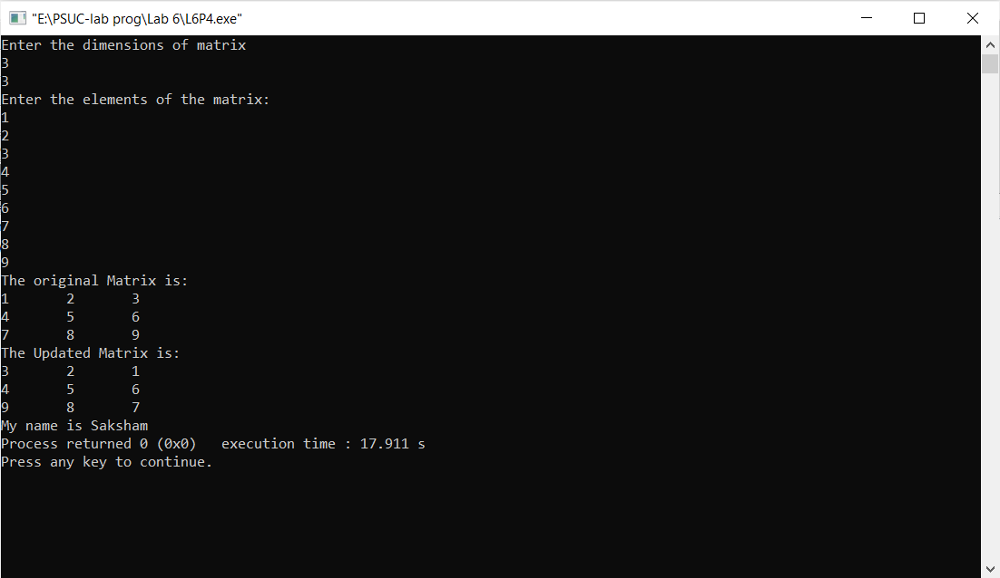 "E:\PSUC-lab prog\Lab 6\L6P4.exe"
Enter the dimensions of matrix
3
3
Enter the elements of the matrix:
1
2
3
4
5
6
7
8
9
The original Matrix is:
1 2 3
4 5 6
7 8 9
The Updated Matrix is:
3 2 1
4 5 6
9 8 7
My name is Saksham
Process returned 0 (0x0)   execution time : 17.911 s
Press any key to continue.